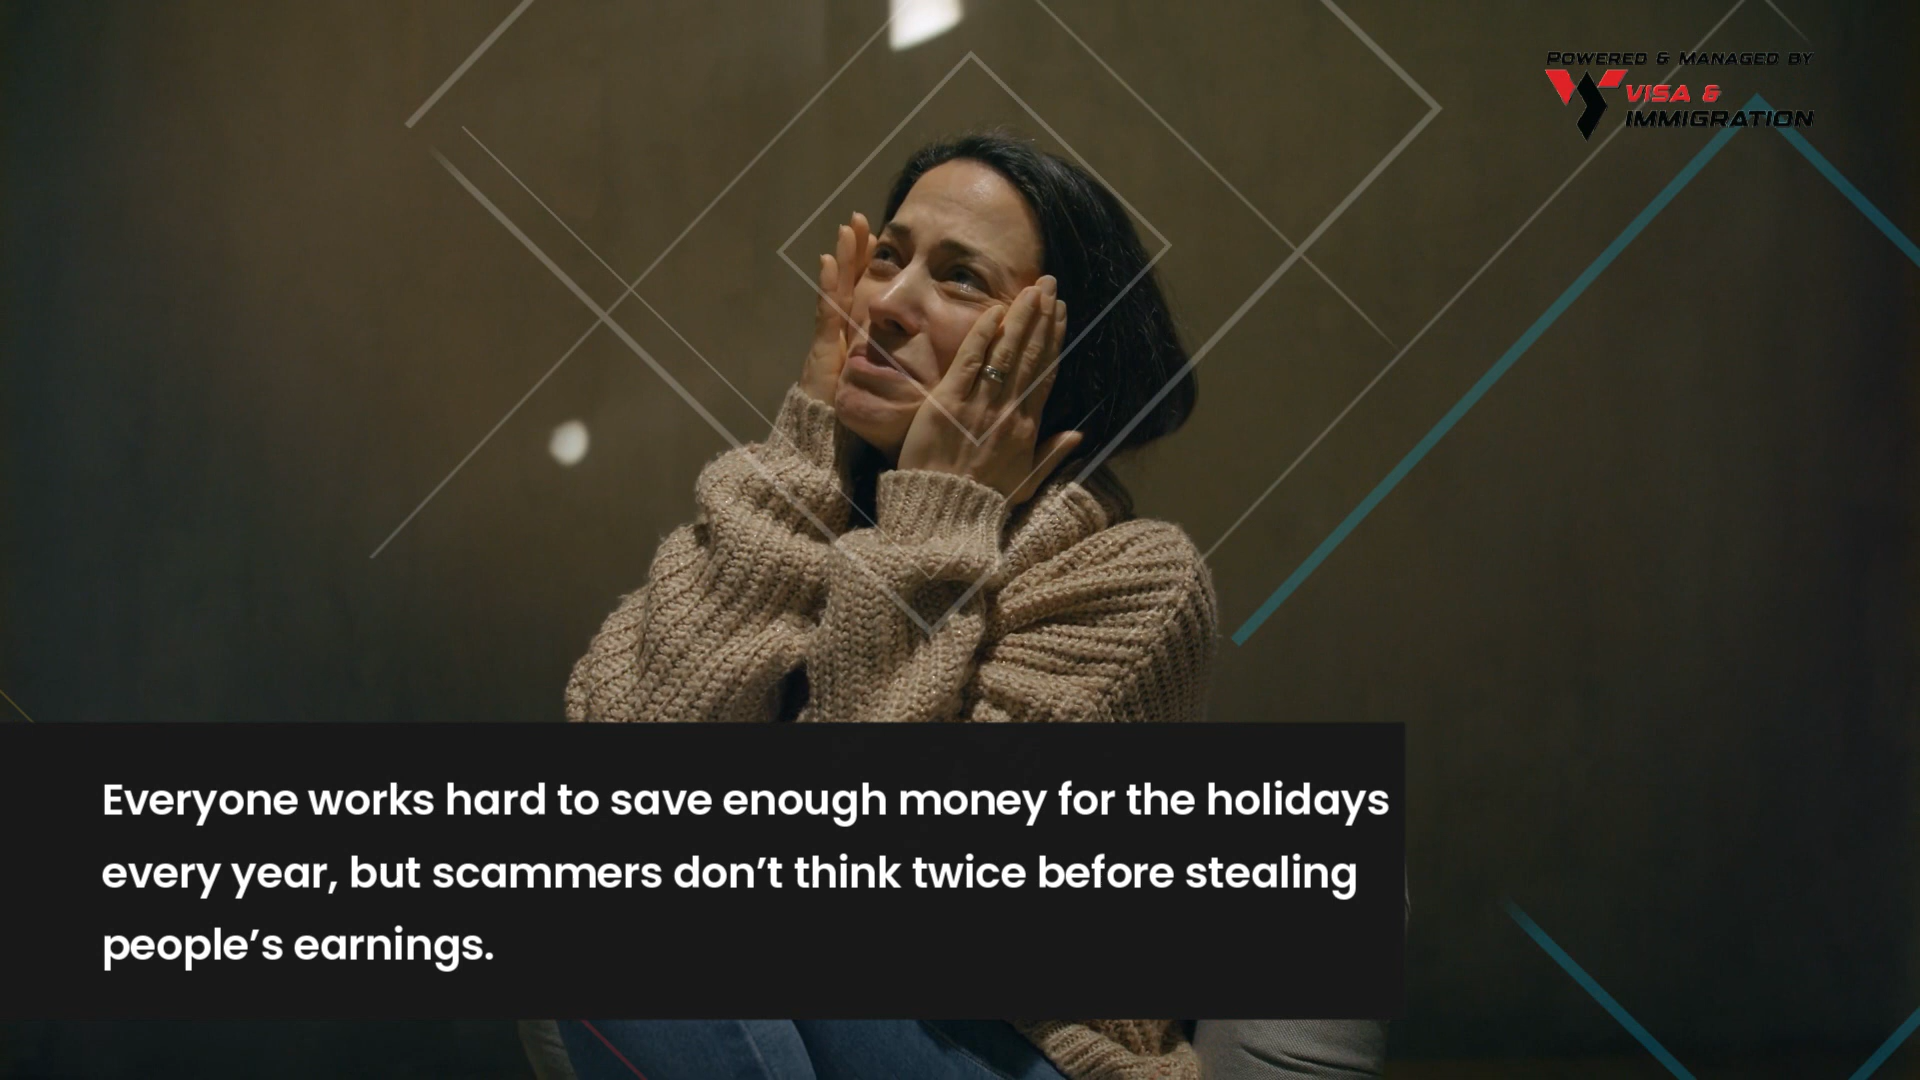 POWERED & MANAGED BY
VISA &
IMMIGRATION
Everyone works hard to save enough money for the holidays
every year, but scammers don’t think twice before stealing
people’s earnings.